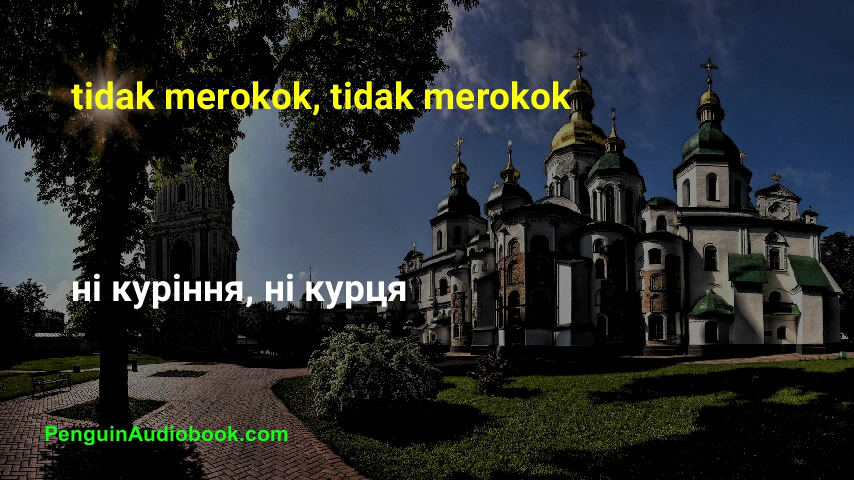 tidak merokok, tidak merokok
ні куріння, ні курця
PenguinAudiobook.com